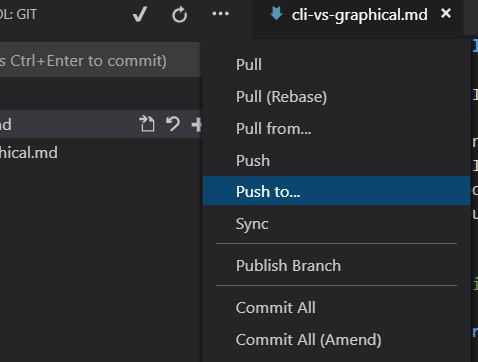 OL: GIT
cli-vs-graphical.md
s Ctrl+Enter to commit)
nd
hical.md
Pull
Pull (Rebase)
Pull from...
Push
Push to...
Sync
Publish Branch
Commit All
Commit All (Amend)